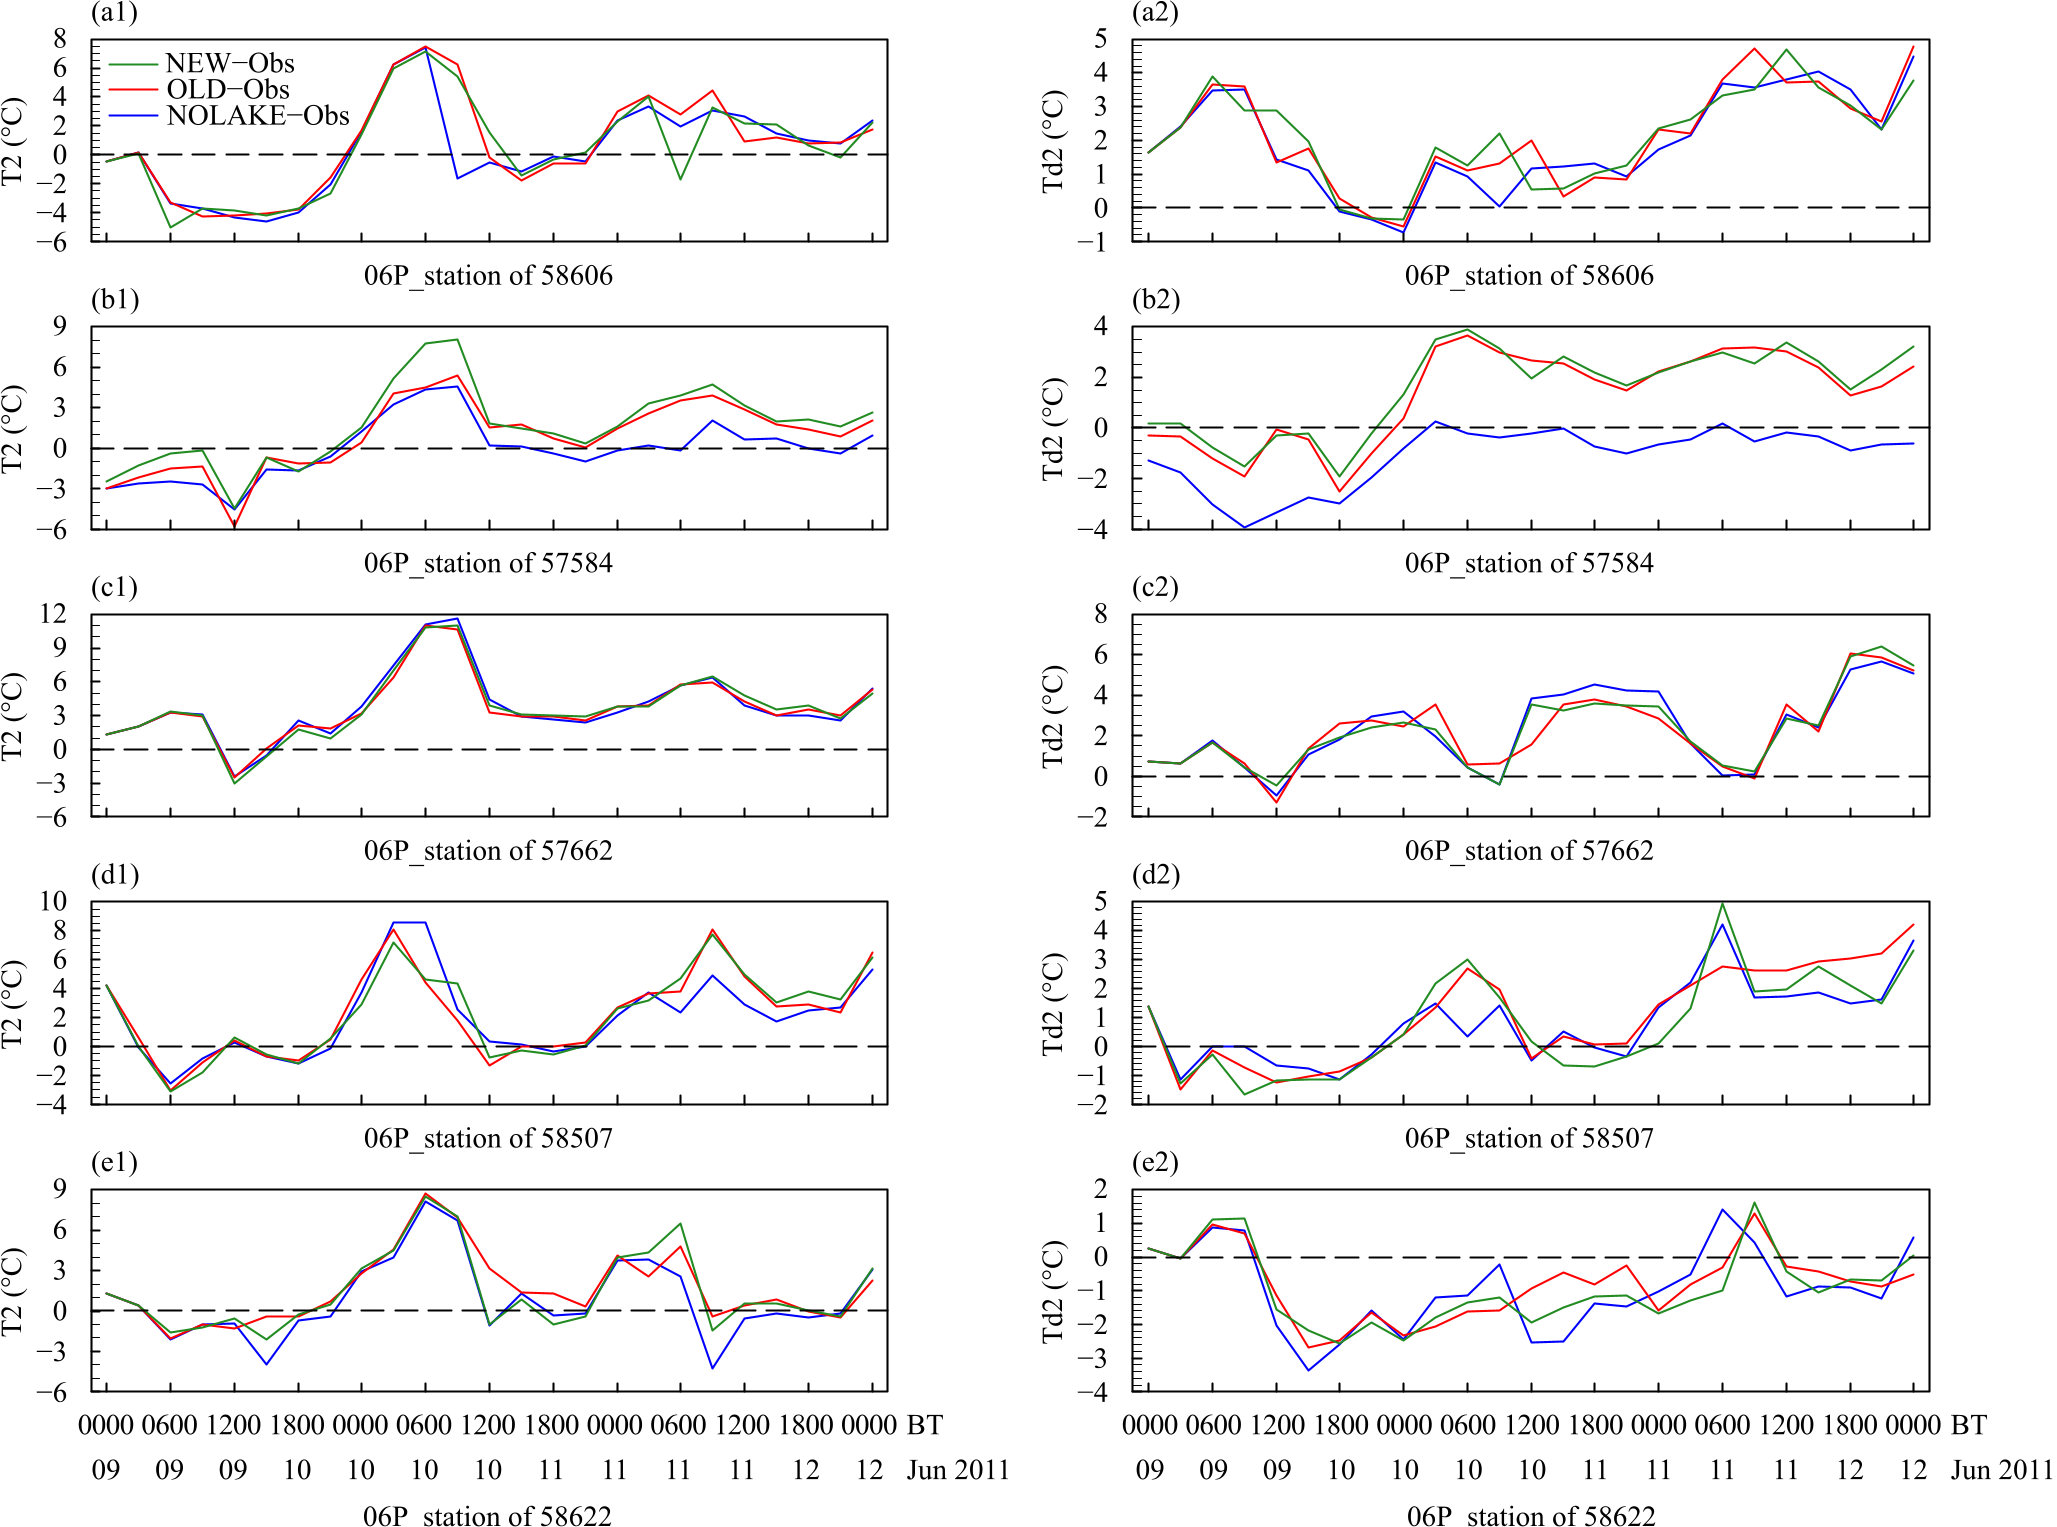 (a1)
8
6
4
2
0
−2
−4
−6
T2 (°C)
NEW−Obs
OLD−Obs
NOLAKE−Obs
06P_station of 58606
(a2)
5
4
3
2
1
0
−1
Td2 (°C)
06P_station of 58606
(b1)
9
6
3
0
−3
−6
T2 (°C)
06P_station of 57584
(b2)
4
2
0
−2
−4
Td2 (°C)
06P_station of 57584
(c1)
12
9
6
3
0
−3
−6
T2 (°C)
06P_station of 57662
(c2)
8
6
4
2
0
−2
Td2 (°C)
06P_station of 57662
(d1)
10
8
6
4
2
0
−2
−4
T2 (°C)
06P_station of 58507
(d2)
5
4
3
2
1
0
−1
−2
Td2 (°C)
06P_station of 58507
(e1)
9
6
3
0
−3
−6
T2 (°C)
0000 0600 1200 1800 0000 0600 1200 1800 0000 0600 1200 1800 0000 BT
09 09 09 10 10 10 10 11 11 11 11 12 12 Jun 2011
06P station of 58622
(e2)
2
1
0
−1
−2
−3
−4
Td2 (°C)
0000 0600 1200 1800 0000 0600 1200 1800 0000 0600 1200 1800 0000 BT
09 09 09 10 10 10 10 11 11 11 11 12 12 Jun 2011
06P station of 58622